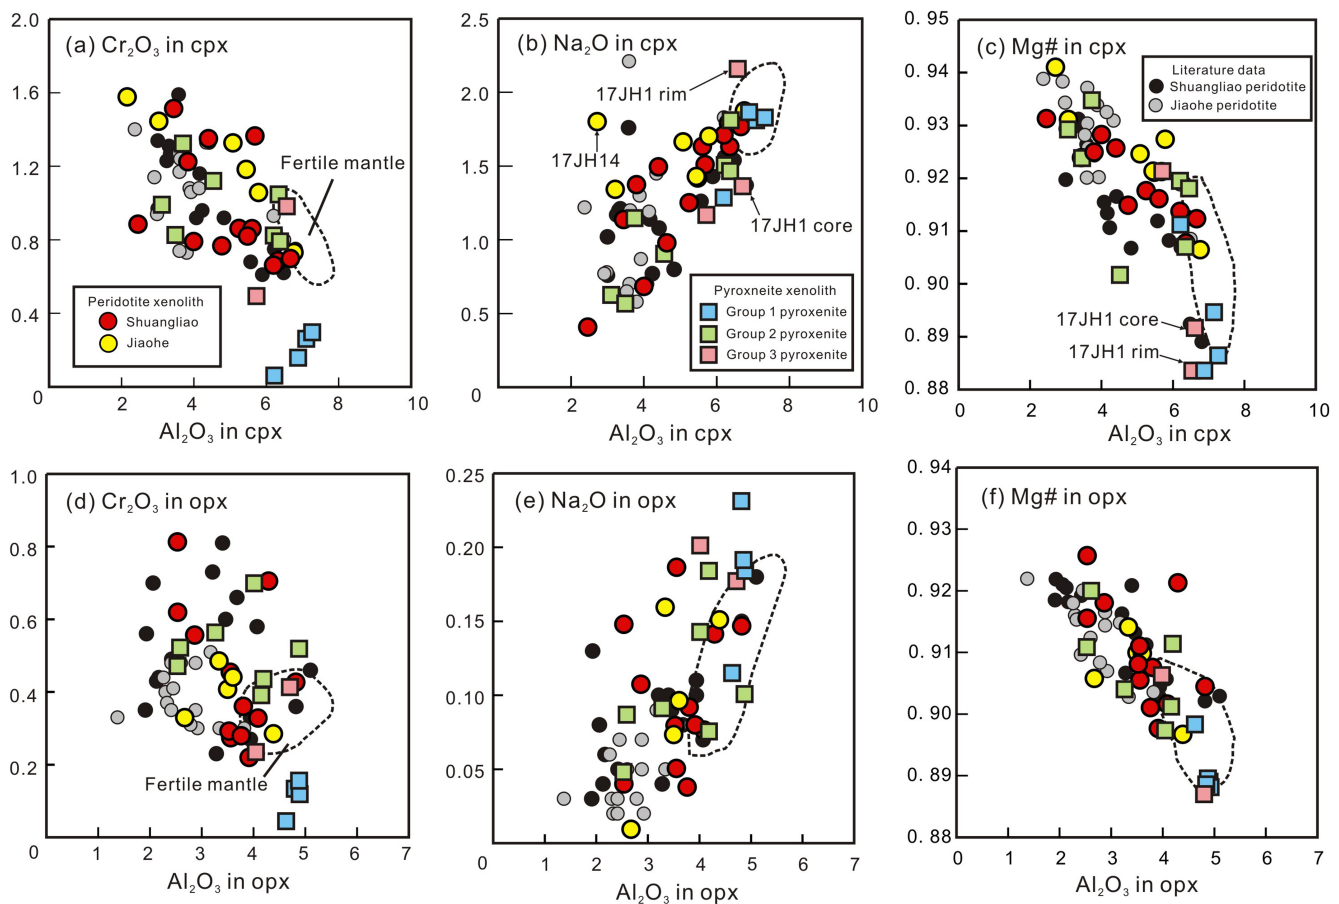 (a) Cr₂O₃ in cpx
2.0
1.6
1.2
0.8
0.4
0
2
4
6
8
10
Fertile mantle
Peridotite xenolith
Shuangliao
Jiaohe
Al₂O₃ in cpx
(b) Na₂O in cpx
2.5
2.0
1.5
1.0
0.5
0
2
4
6
8
10
17JH1 rim
17JH14
17JH1 core
Pyroxneite xenolith
Group 1 pyroxenite
Group 2 pyroxenite
Group 3 pyroxenite
Al₂O₃ in cpx
(c) Mg# in cpx
0.95
0.94
0.93
0.92
0.91
0.90
0.89
0.88
0
2
4
6
8
10
Literature data
Shuangliao peridotite
Jiaohe peridotite
17JH1 core
17JH1 rim
Al₂O₃ in cpx
(d) Cr₂O₃ in opx
1.0
0.8
0.6
0.4
0.2
0
1
2
3
4
5
6
7
Fertile mantle
Al₂O₃ in opx
(e) Na₂O in opx
0.25
0.20
0.15
0.10
0.05
0
1
2
3
4
5
6
7
Al₂O₃ in opx
(f) Mg# in opx
0.94
0.93
0.92
0.91
0.90
0.89
0.88
0
1
2
3
4
5
6
7
Al₂O₃ in opx